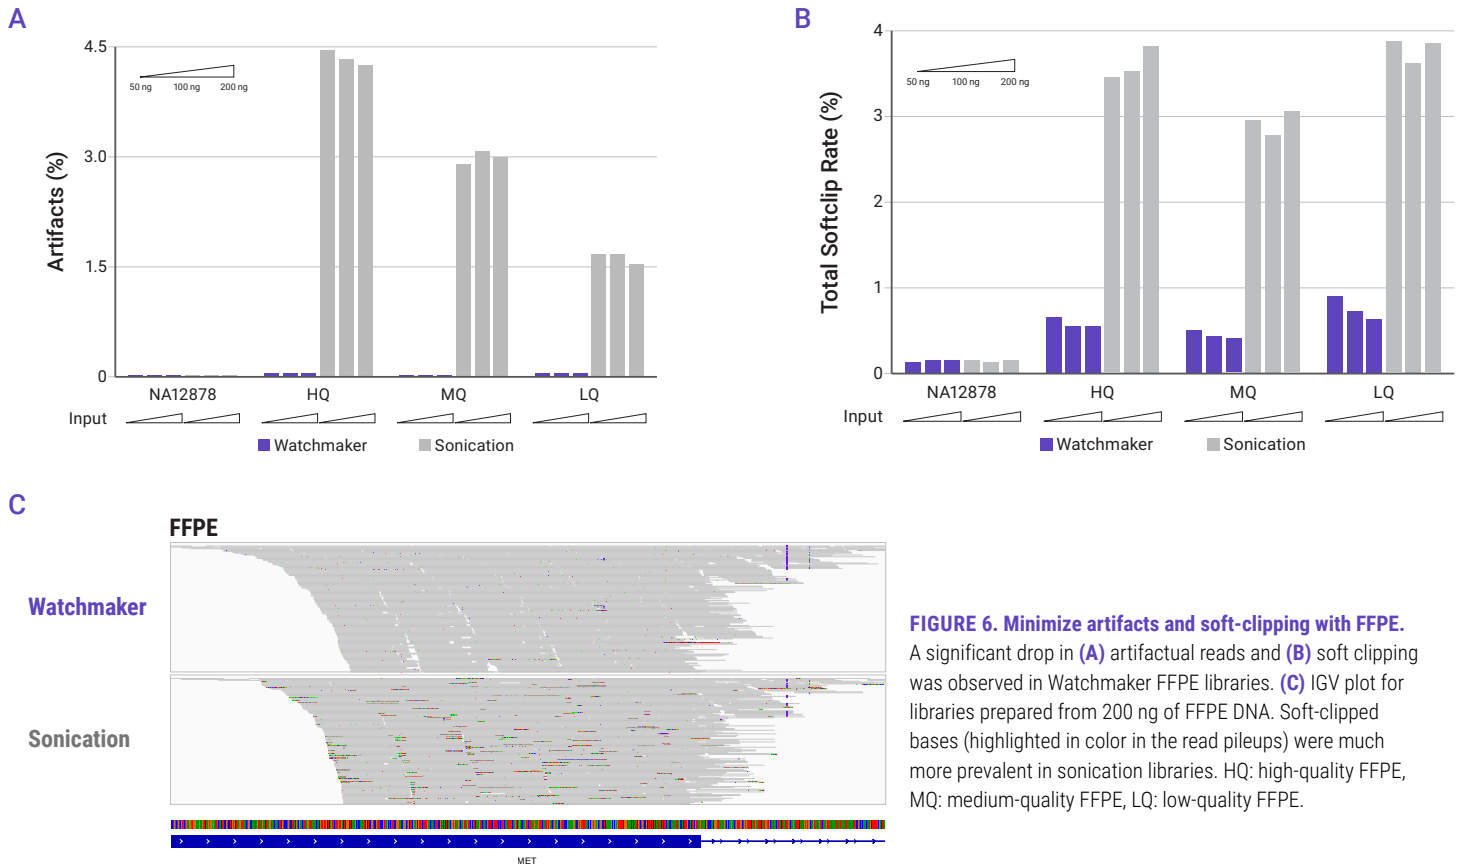 A
Artifacts (%)
4.5
3.0
1.5
0
50 ng 100 ng 200 ng
NA12878 HQ MQ LQ
Input
Watchmaker Sonication
B
Total Softclip Rate (%)
4
3
2
1
0
50 ng 100 ng 200 ng
NA12878 HQ MQ LQ
Input
Watchmaker Sonication
C
FFPE
Watchmaker
Sonication
MET
FIGURE 6. Minimize artifacts and soft-clipping with FFPE.
A significant drop in (A) artifactual reads and (B) soft clipping
was observed in Watchmaker FFPE libraries. (C) IGV plot for
libraries prepared from 200 ng of FFPE DNA. Soft-clipped
bases (highlighted in color in the read pileups) were much
more prevalent in sonication libraries. HQ: high-quality FFPE,
MQ: medium-quality FFPE, LQ: low-quality FFPE.